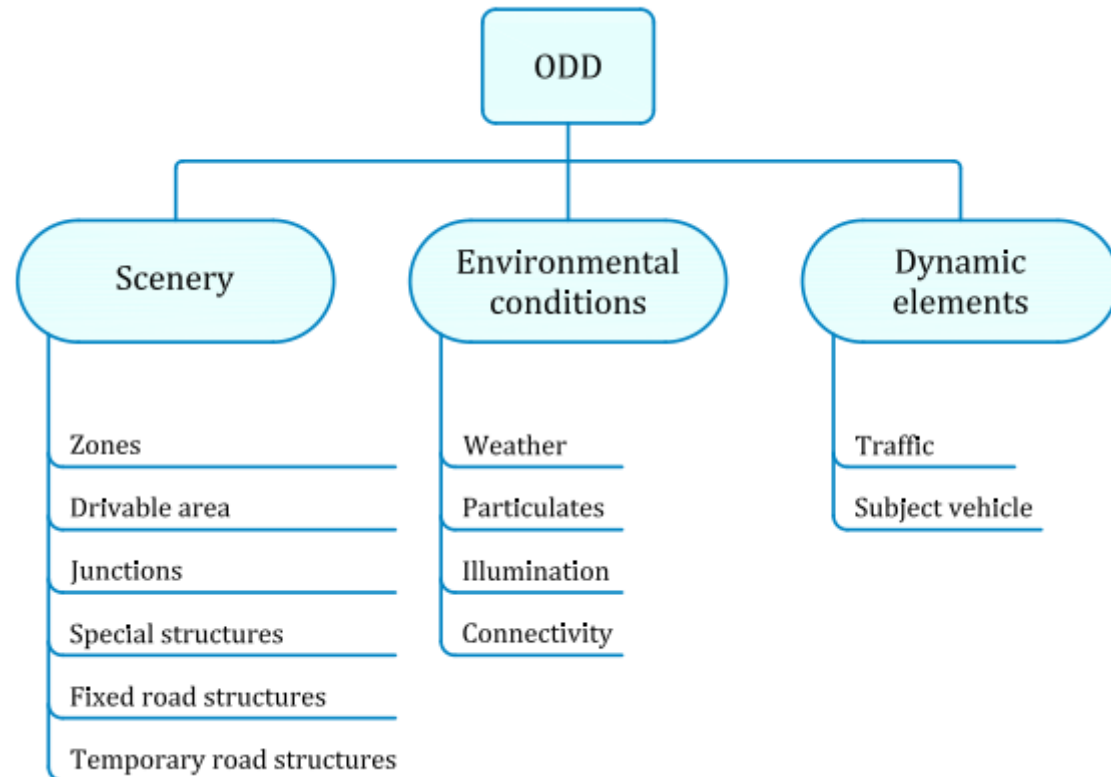 ODD
Scenery
Environmental
conditions
Dynamic
elements
Zones
Drivable area
Junctions
Special structures
Fixed road structures
Temporary road structures
Weather
Particulates
Illumination
Connectivity
Traffic
Subject vehicle